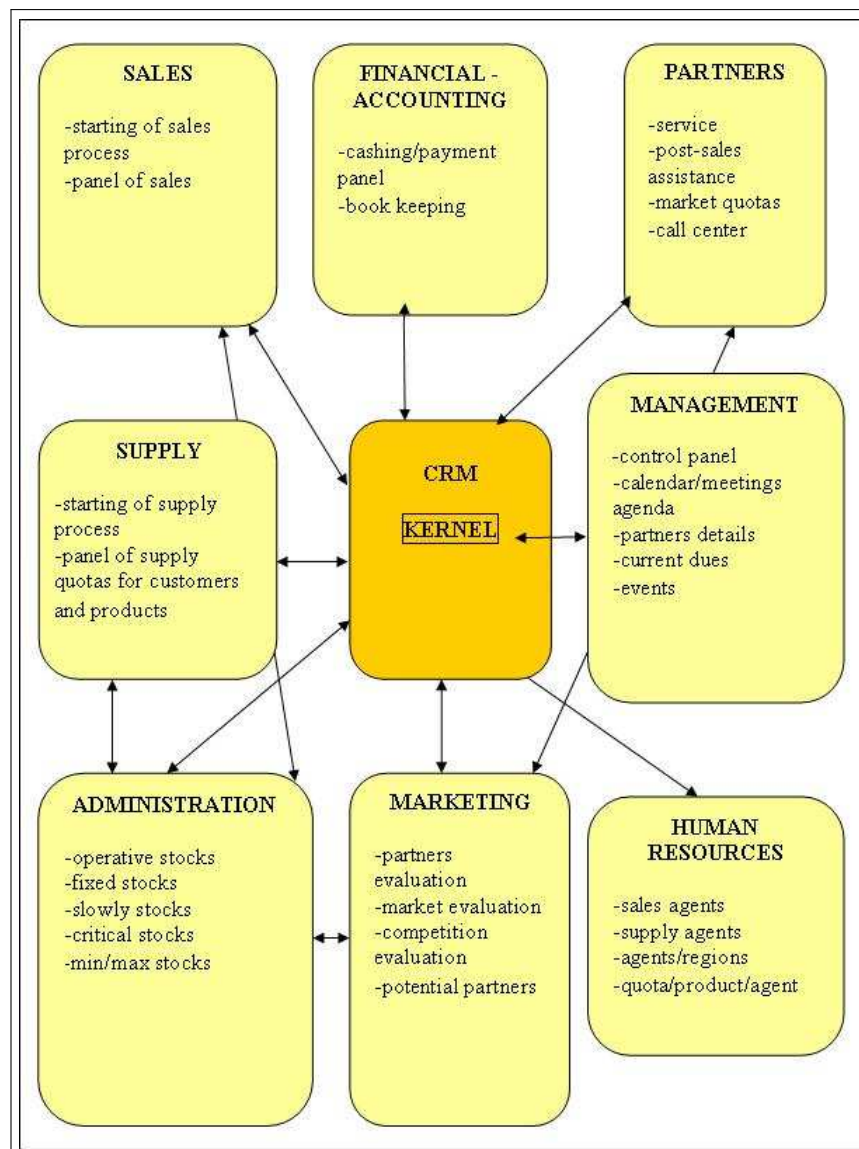 SALES
-starting of sales
process
-panel of sales
FINANCIAL -
ACCOUNTING
-cashing/payment
panel
-book keeping
PARTNERS
-service
-post-sales
assistance
-market quotas
-call center
SUPPLY
-starting of supply
process
-panel of supply
quotas for customers
and products
CRM
KERNEL
MANAGEMENT
-control panel
-calendar/meetings
agenda
-partners details
-current dues
-events
ADMINISTRATION
-operative stocks
-fixed stocks
-slowly stocks
-critical stocks
-min/max stocks
MARKETING
-partners
evaluation
-market evaluation
-competition
evaluation
-potential partners
HUMAN
RESOURCES
-sales agents
-supply agents
-agents/regions
-quota/product/agent